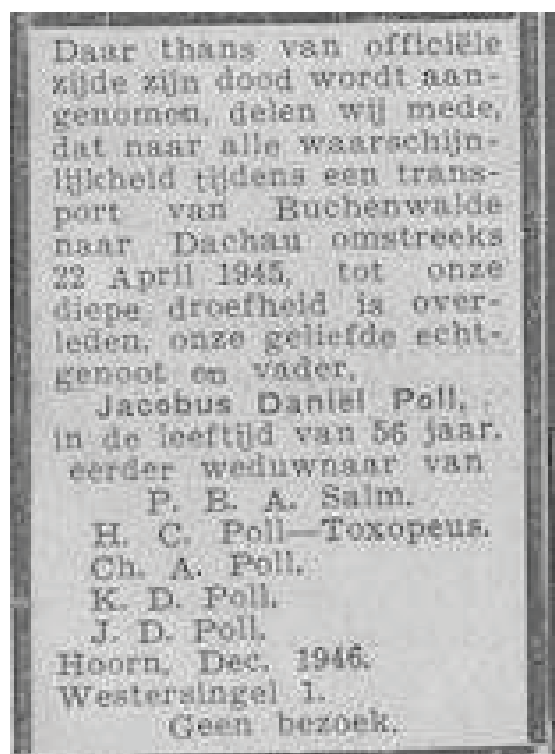 Daar thans van officiële
zijde zijn dood wordt aan-
genomen, delen wij mede,
dat naar alle waarschijn-
lijkheid tijdens een trans-
port van Buchenwalde
naar Dachau omstreeks
22 April 1945, tot onze
diepe droefheid is over-
leden, onze geliefde echt-
genoot en vader,
Jacobus Daniël Poll,
in de leeftijd van 56 jaar,
eerder weduwnaar van
P. B. A. Salm.
H. C. Poll—Toxopeus.
Ch. A. Poll.
K. D. Poll.
J. D. Poll.
Hoorn, Dec. 1946.
Westersingel 1.
Geen bezoek.